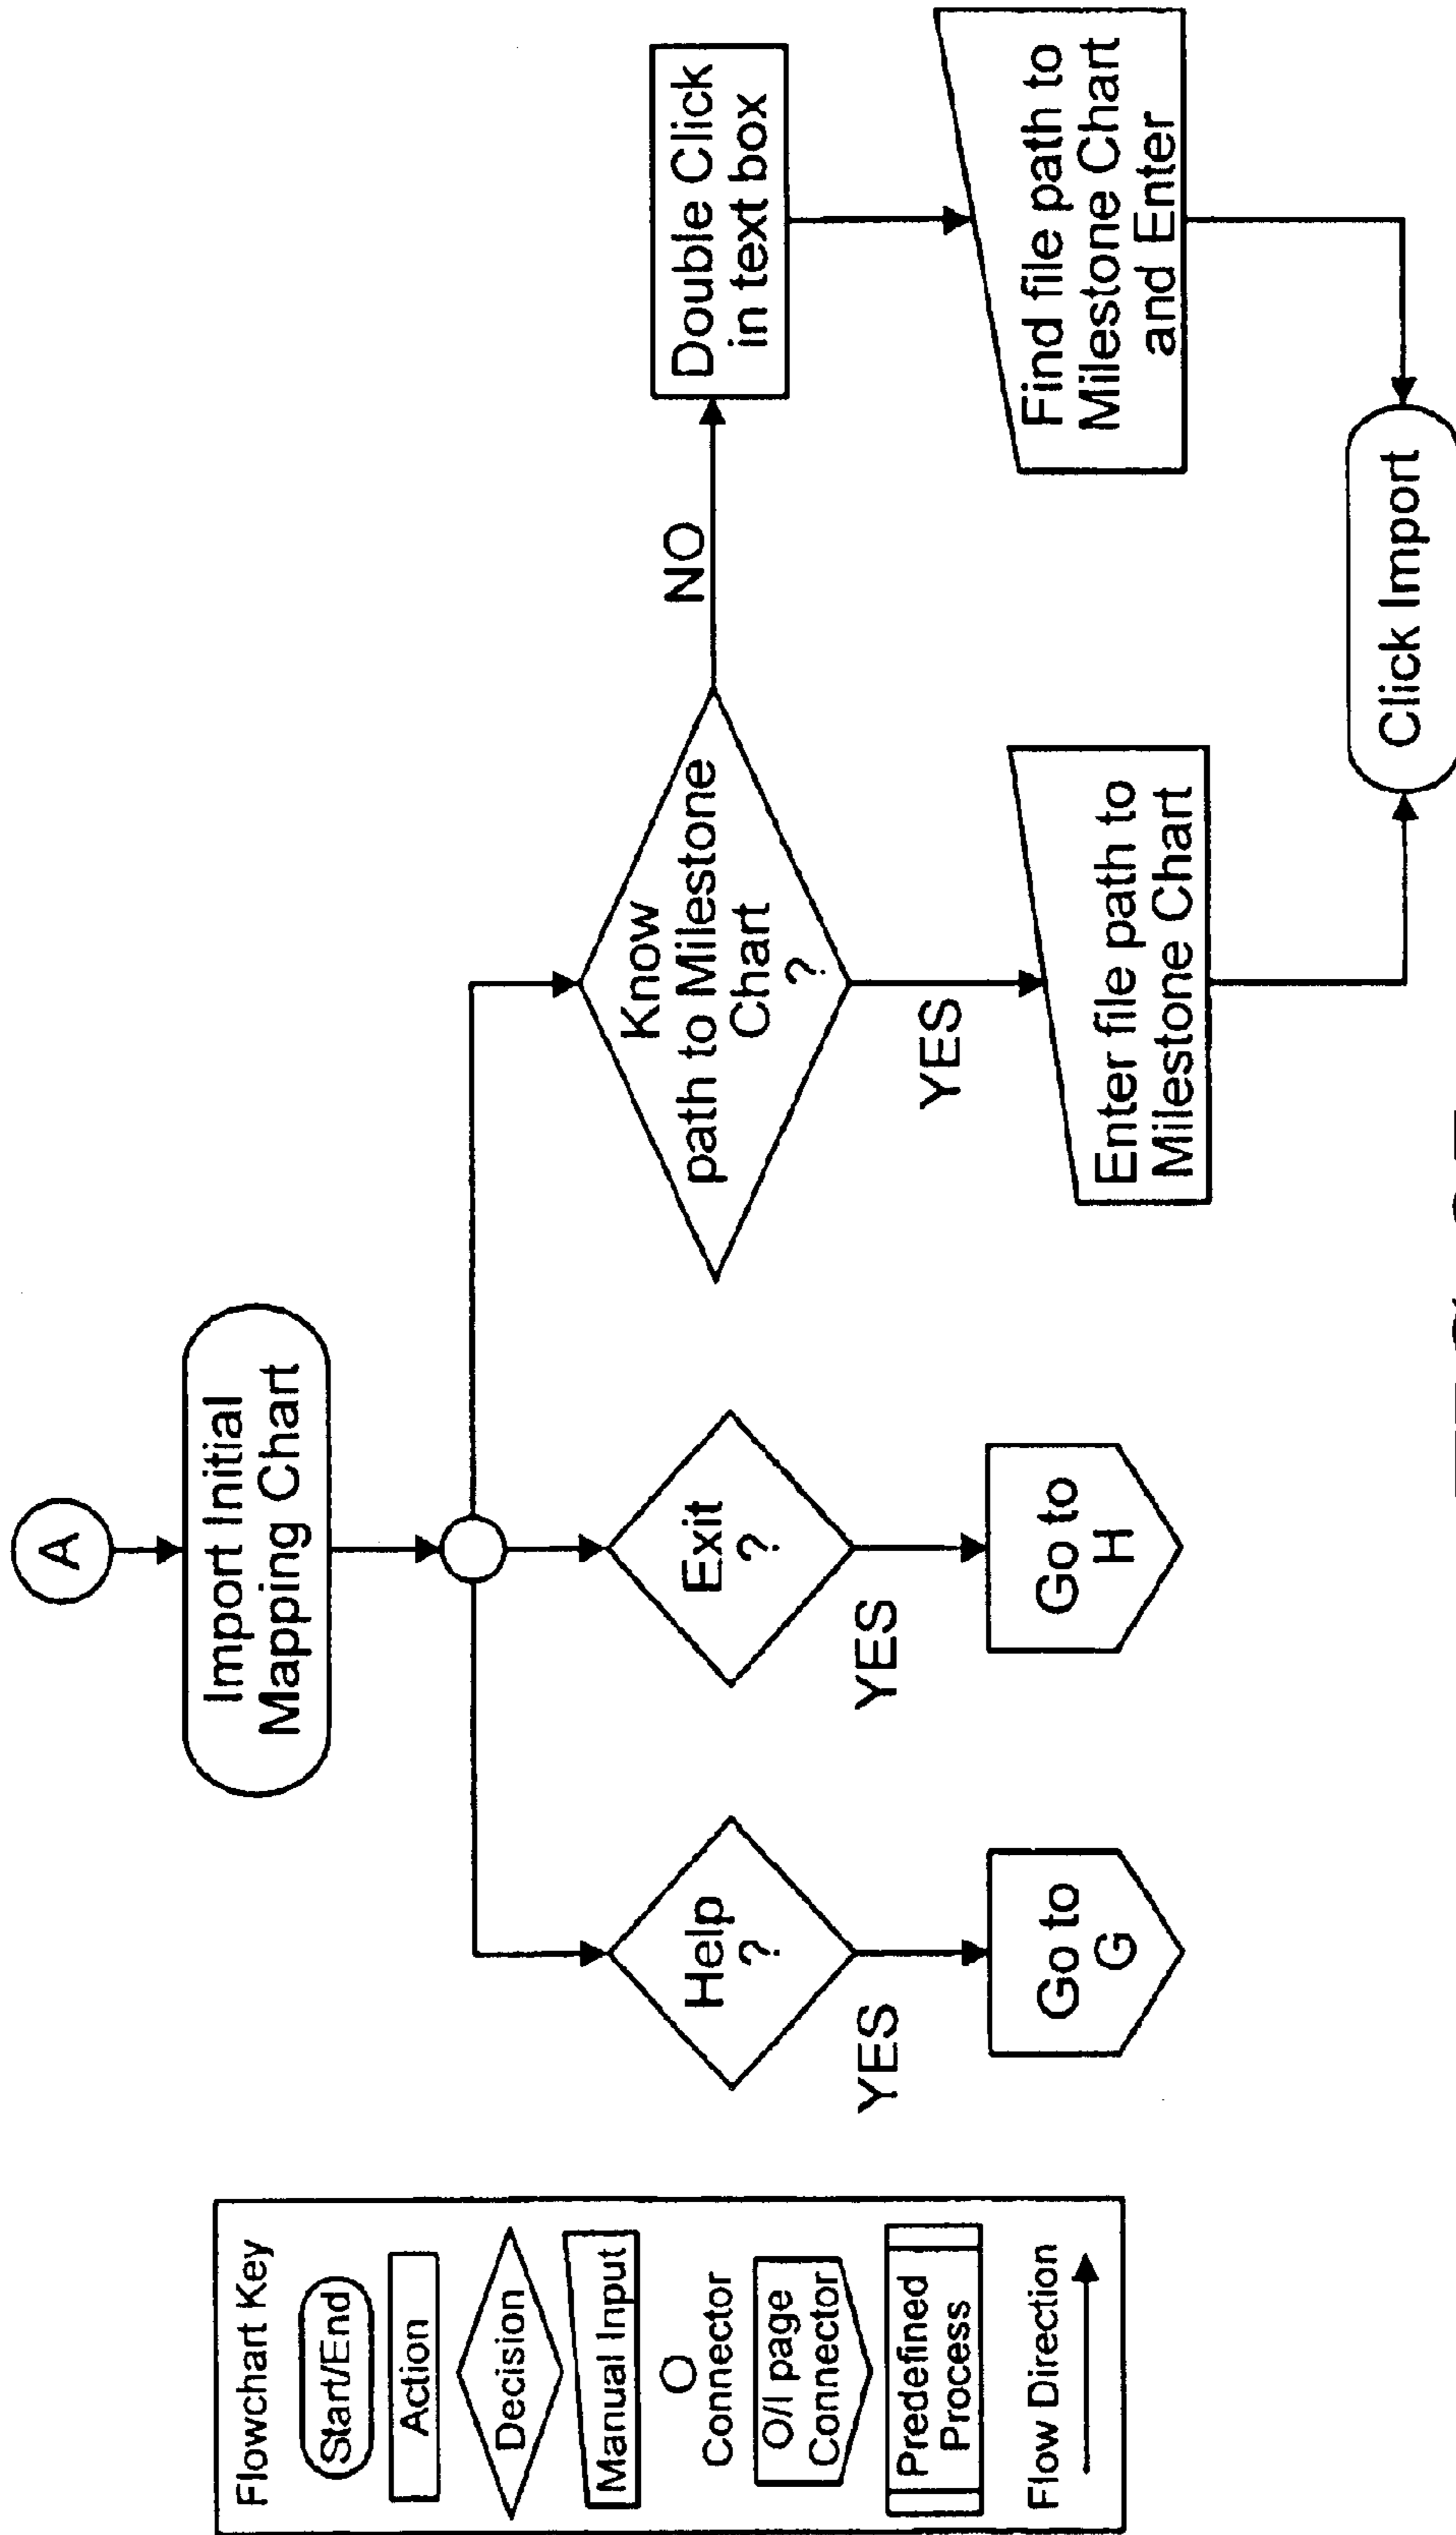 Flowchart Key
Start/End
Action
Decision
Manual Input
Connector
O/I page
Connector
Predefined
Process
Flow Direction
A
Import Initial
Mapping Chart
Help
?
YES
Go to
G
Exit
?
YES
Go to
H
Know
path to Milestone
Chart
?
YES
Enter file path to
Milestone Chart
NO
Double Click
in text box
Find file path to
Milestone Chart
and Enter
Click Import